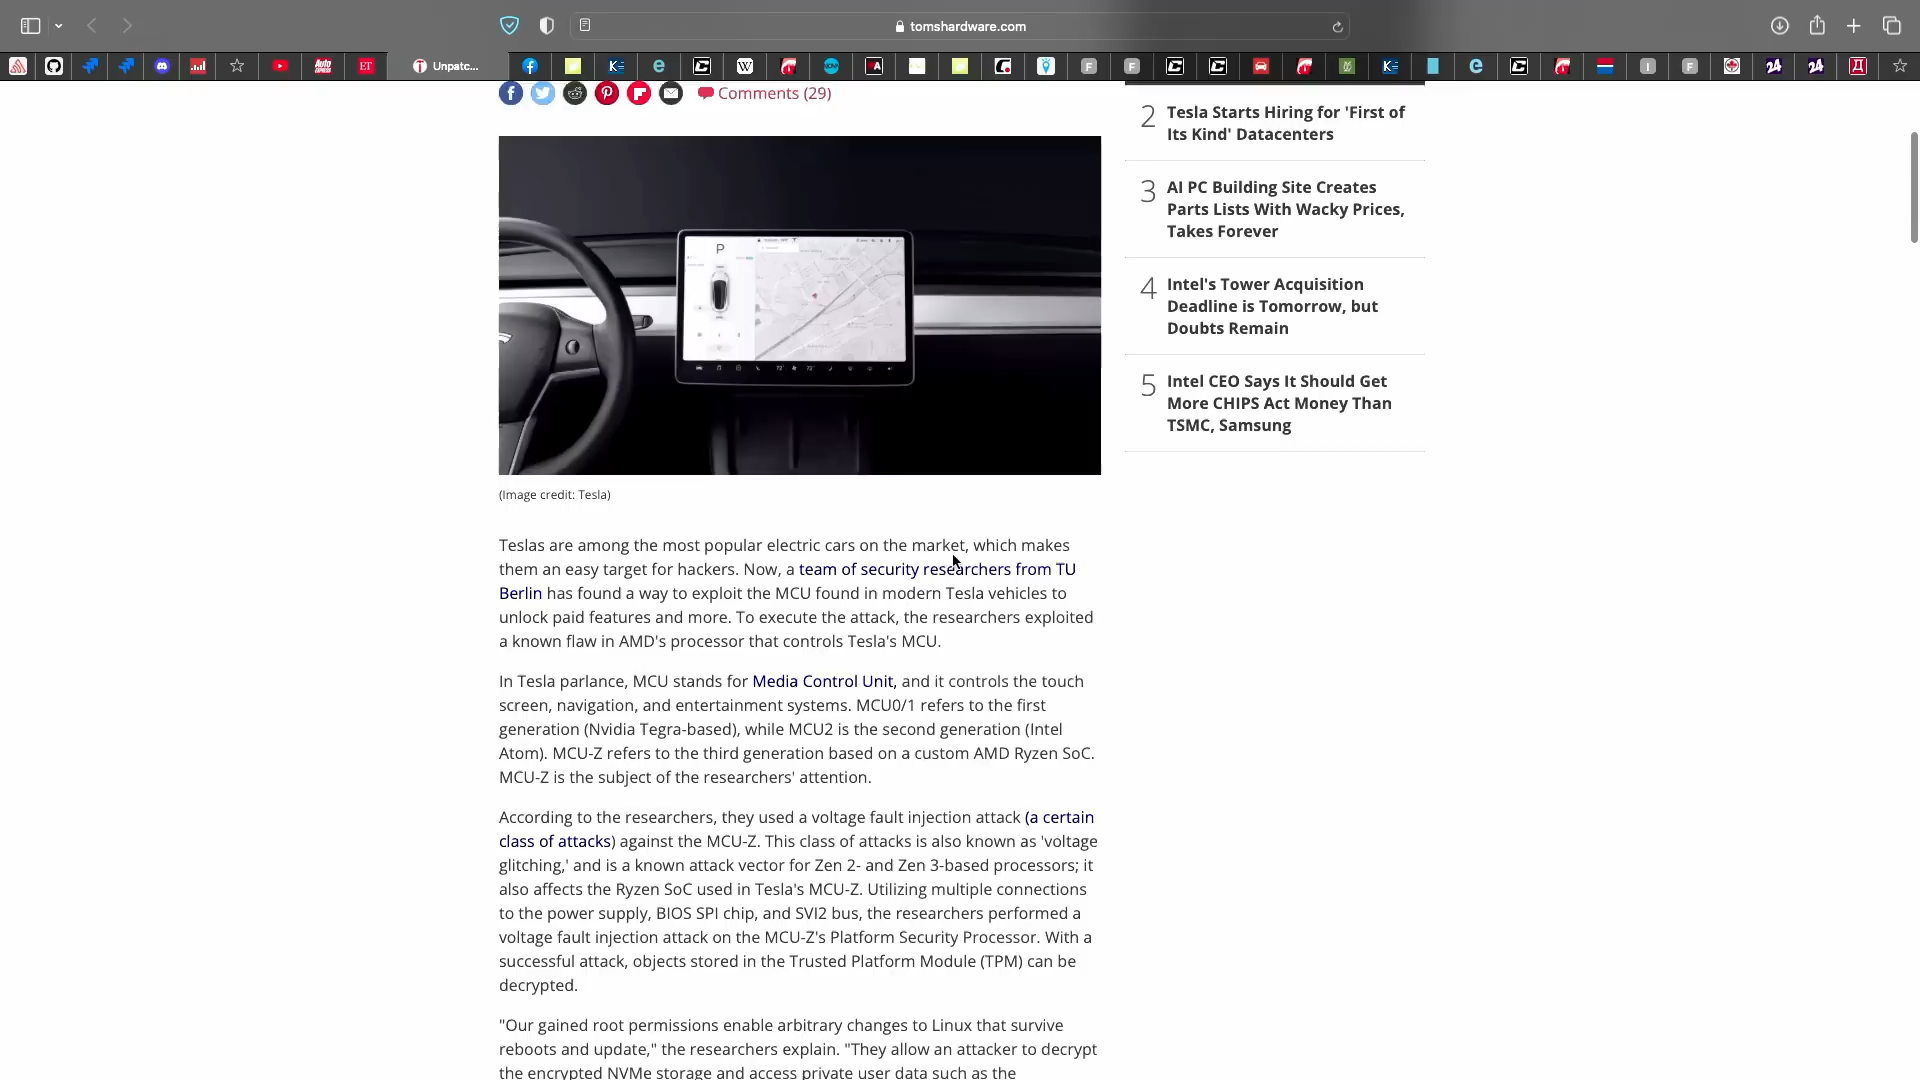 tomshardware.com
Unpatc...
Comments (29)
P
(Image credit: Tesla)
Teslas are among the most popular electric cars on the market, which makes
them an easy target for hackers. Now, a team of security researchers from TU
Berlin has found a way to exploit the MCU found in modern Tesla vehicles to
unlock paid features and more. To execute the attack, the researchers exploited
a known flaw in AMD's processor that controls Tesla's MCU.
In Tesla parlance, MCU stands for Media Control Unit, and it controls the touch
screen, navigation, and entertainment systems. MCU0/1 refers to the first
generation (Nvidia Tegra-based), while MCU2 is the second generation (Intel
Atom). MCU-Z refers to the third generation based on a custom AMD Ryzen SoC.
MCU-Z is the subject of the researchers' attention.
According to the researchers, they used a voltage fault injection attack (a certain
class of attacks) against the MCU-Z. This class of attacks is also known as 'voltage
glitching,' and is a known attack vector for Zen 2- and Zen 3-based processors; it
also affects the Ryzen SoC used in Tesla's MCU-Z. Utilizing multiple connections
to the power supply, BIOS SPI chip, and SVI2 bus, the researchers performed a
voltage fault injection attack on the MCU-Z's Platform Security Processor. With a
successful attack, objects stored in the Trusted Platform Module (TPM) can be
decrypted.
"Our gained root permissions enable arbitrary changes to Linux that survive
reboots and update," the researchers explain. "They allow an attacker to decrypt
the encrypted NVMe storage and access private user data such as the
2 Tesla Starts Hiring for 'First of
Its Kind' Datacenters
3 AI PC Building Site Creates
Parts Lists With Wacky Prices,
Takes Forever
4 Intel's Tower Acquisition
Deadline is Tomorrow, but
Doubts Remain
5 Intel CEO Says It Should Get
More CHIPS Act Money Than
TSMC, Samsung